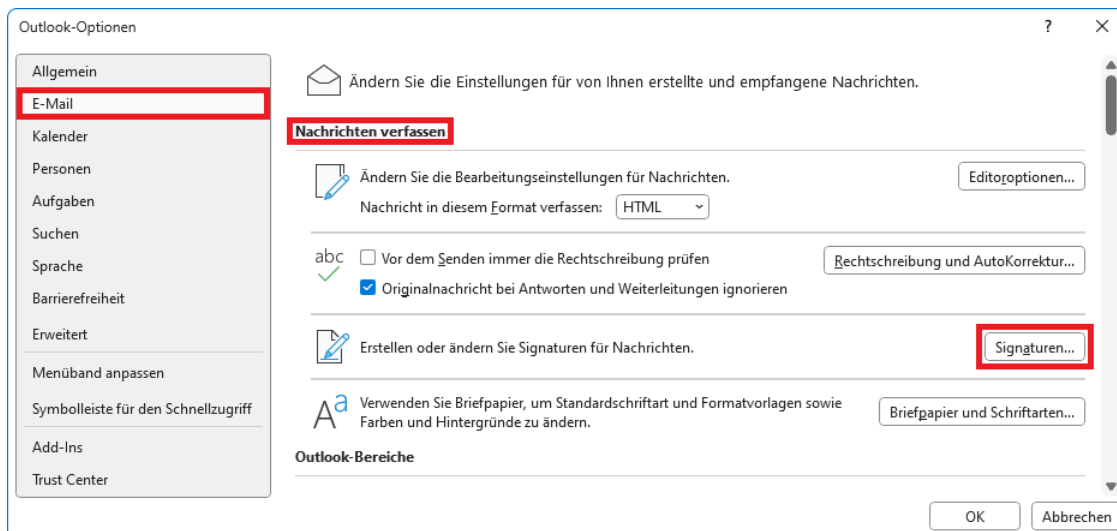 Outlook-Optionen
?
Allgemein
E-Mail
Kalender
Personen
Aufgaben
Suchen
Sprache
Barrierefreiheit
Erweitert
Menüband anpassen
Symbolleiste für den Schnellzugriff
Add-Ins
Trust Center
Ändern Sie die Einstellungen für von Ihnen erstellte und empfangene Nachrichten.
Nachrichten verfassen
Ändern Sie die Bearbeitungseinstellungen für Nachrichten.
Editoroptionen...
Nachricht in diesem Format verfassen: HTML
abc
Vor dem Senden immer die Rechtschreibung prüfen
Rechtschreibung und AutoKorrektur...
Originalnachricht bei Antworten und Weiterleitungen ignorieren
Erstellen oder ändern Sie Signaturen für Nachrichten.
Signaturen...
Aa
Verwenden Sie Briefpapier, um Standardschriftart und Formatvorlagen sowie
Farben und Hintergründe zu ändern.
Briefpapier und Schriftarten...
Outlook-Bereiche
OK
Abbrechen